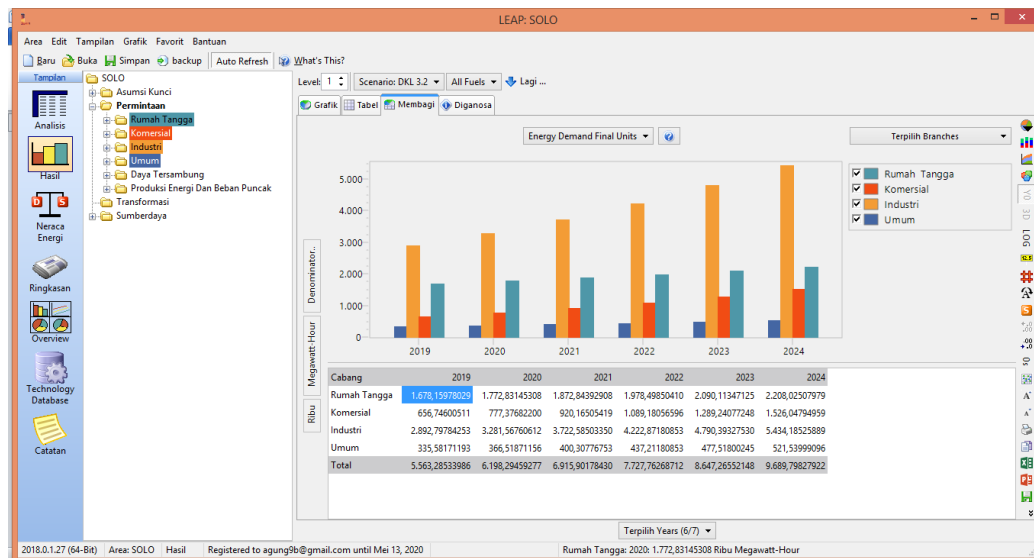 LEAP: SOLO
Area Edit Tampilan Grafik Favorit Bantuan
Baru Buka Simpan backup Auto Refresh What's This?
Tampilan
Analisis
Hasil
Neraca Energi
Ringkasan
Overview
Technology Database
Catatan
SOLO
Asumsi Kunci
Permintaan
Rumah Tangga
Komersial
Industri
Umum
Daya Tersambung
Produksi Energi Dan Beban Puncak
Transformasi
Sumberdaya
Level: 1 Scenario: DKL 3.2 All Fuels Lagi ...
Grafik Tabel Membagi Diganosa
Energy Demand Final Units
Terpilih Branches
Rumah Tangga
Komersial
Industri
Umum
5.000
4.000
3.000
2.000
1.000
0
2019 2020 2021 2022 2023 2024
Denominator..
Megawatt-Hour
Ribu
Cabang 2019 2020 2021 2022 2023 2024
Rumah Tangga 1.678,15978029 1.772,83145308 1.872,84392908 1.978,49850410 2.090,11347125 2.208,02507979
Komersial 656,74600511 777,37682200 920,16505419 1.089,18056596 1.289,24077248 1.526,04794959
Industri 2.892,79784253 3.281,56760612 3.722,58503350 4.222,87180853 4.790,39327530 5.434,18525889
Umum 335,58171193 366,51871156 400,30776753 437,21180853 477,51800245 521,53999096
Total 5.563,28533986 6.198,29459277 6.915,90178430 7.727,76268712 8.647,26552148 9.689,79827922
Terpilih Years (6/7)
YD
3D
LOG
12.5
0s
2018.0.1.27 (64-Bit) Area: SOLO Hasil Registered to agung9b@gmail.com until Mei 13, 2020 Rumah Tangga: 2020: 1.772,83145308 Ribu Megawatt-Hour